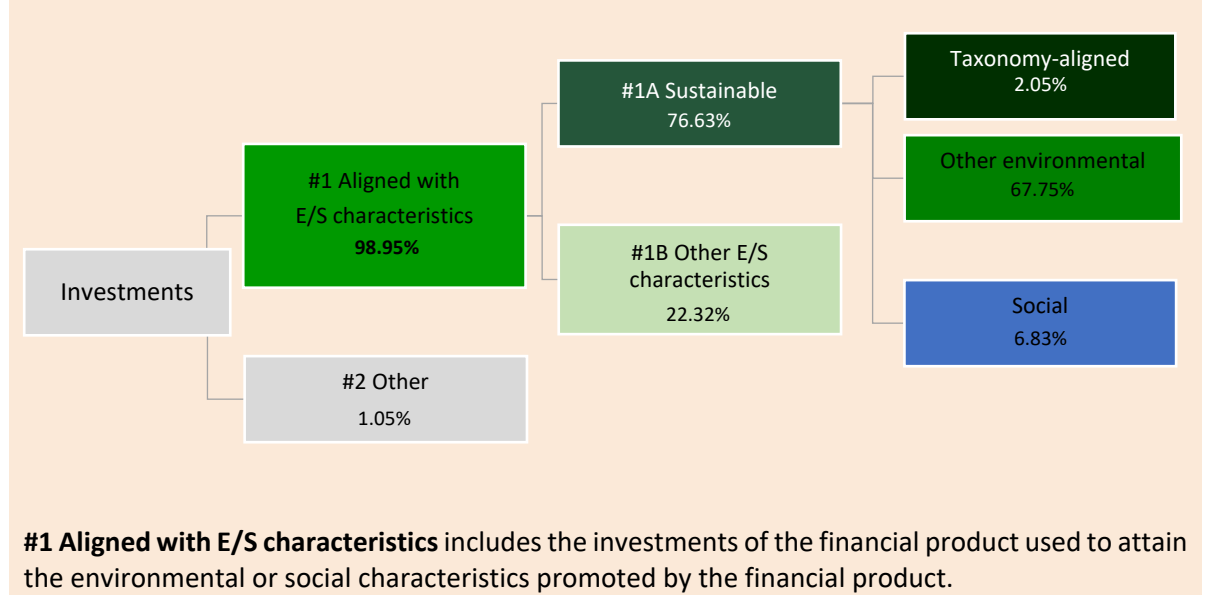 Investments
#1 Aligned with
E/S characteristics
98.95%
#2 Other
1.05%
#1A Sustainable
76.63%
#1B Other E/S
characteristics
22.32%
Taxonomy-aligned
2.05%
Other environmental
67.75%
Social
6.83%
#1 Aligned with E/S characteristics includes the investments of the financial product used to attain
the environmental or social characteristics promoted by the financial product.